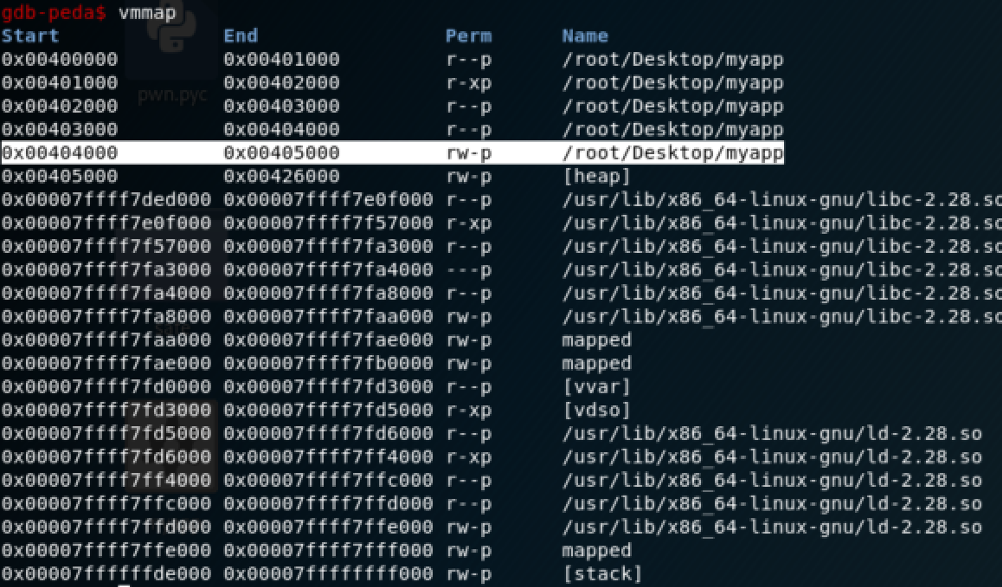 gdb-peda$ vmmap
Start End Perm Name
0x00400000 0x00401000 r--p /root/Desktop/myapp
0x00401000 0x00402000 r-xp /root/Desktop/myapp
pwn.pyc
0x00402000 0x00403000 r--p /root/Desktop/myapp
0x00403000 0x00404000 r--p /root/Desktop/myapp
0x00404000 0x00405000 rw-p /root/Desktop/myapp
0x00405000 0x00426000 rw-p [heap]
0x00007ffff7ded000 0x00007ffff7e0f000 r--p /usr/lib/x86_64-linux-gnu/libc-2.28.so
0x00007ffff7e0f000 0x00007ffff7f57000 r-xp /usr/lib/x86_64-linux-gnu/libc-2.28.so
0x00007ffff7f57000 0x00007ffff7fa3000 r--p /usr/lib/x86_64-linux-gnu/libc-2.28.so
0x00007ffff7fa3000 0x00007ffff7fa4000 ---p /usr/lib/x86_64-linux-gnu/libc-2.28.so
0x00007ffff7fa4000 0x00007ffff7fa8000 r--p /usr/lib/x86_64-linux-gnu/libc-2.28.so
0x00007ffff7fa8000 0x00007ffff7faa000 rw-p /usr/lib/x86_64-linux-gnu/libc-2.28.so
0x00007ffff7faa000 0x00007ffff7fae000 rw-p mapped
0x00007ffff7fae000 0x00007ffff7fb0000 rw-p mapped
0x00007ffff7fd0000 0x00007ffff7fd3000 r--p [vvar]
0x00007ffff7fd3000 0x00007ffff7fd5000 r-xp [vdso]
0x00007ffff7fd5000 0x00007ffff7fd6000 r--p /usr/lib/x86_64-linux-gnu/ld-2.28.so
0x00007ffff7fd6000 0x00007ffff7ff4000 r-xp /usr/lib/x86_64-linux-gnu/ld-2.28.so
0x00007ffff7ff4000 0x00007ffff7ffc000 r--p /usr/lib/x86_64-linux-gnu/ld-2.28.so
0x00007ffff7ffc000 0x00007ffff7ffd000 r--p /usr/lib/x86_64-linux-gnu/ld-2.28.so
0x00007ffff7ffd000 0x00007ffff7ffe000 rw-p /usr/lib/x86_64-linux-gnu/ld-2.28.so
0x00007ffff7ffe000 0x00007ffff7fff000 rw-p mapped
0x00007ffffffde000 0x00007ffffffff000 rw-p [stack]